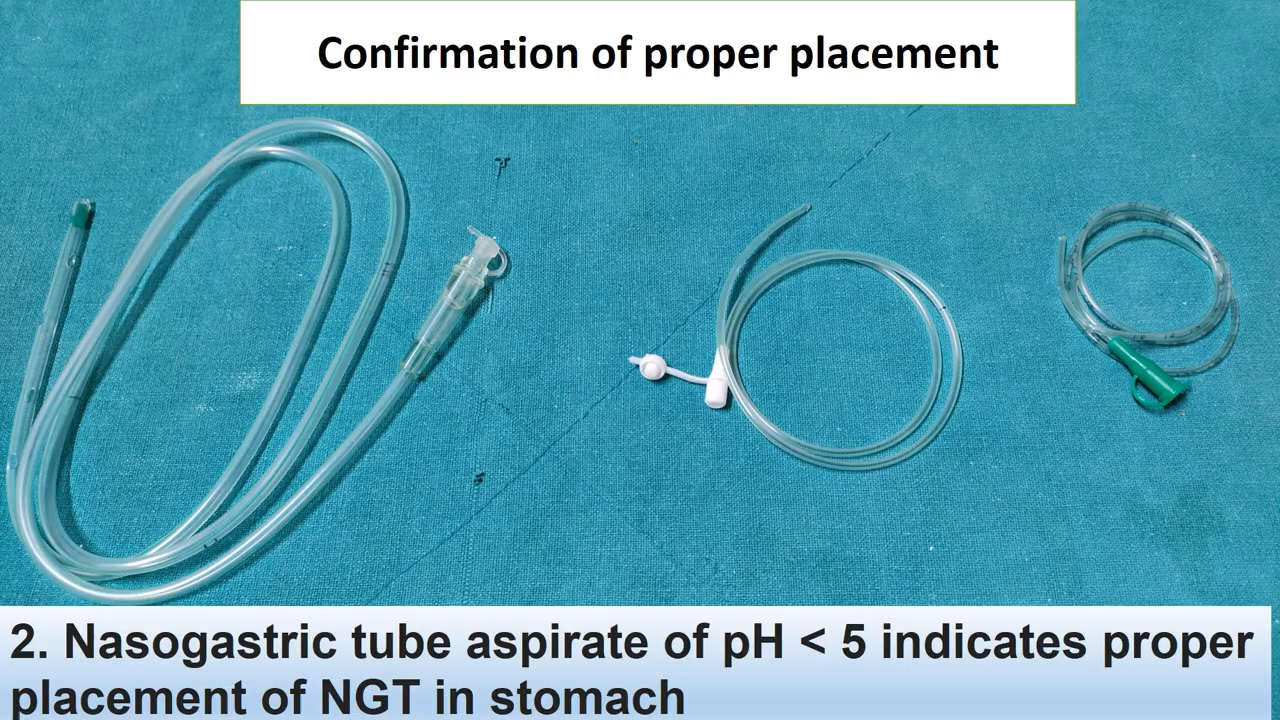 Confirmation of proper placement
2. Nasogastric tube aspirate of pH < 5 indicates proper
placement of NGT in stomach